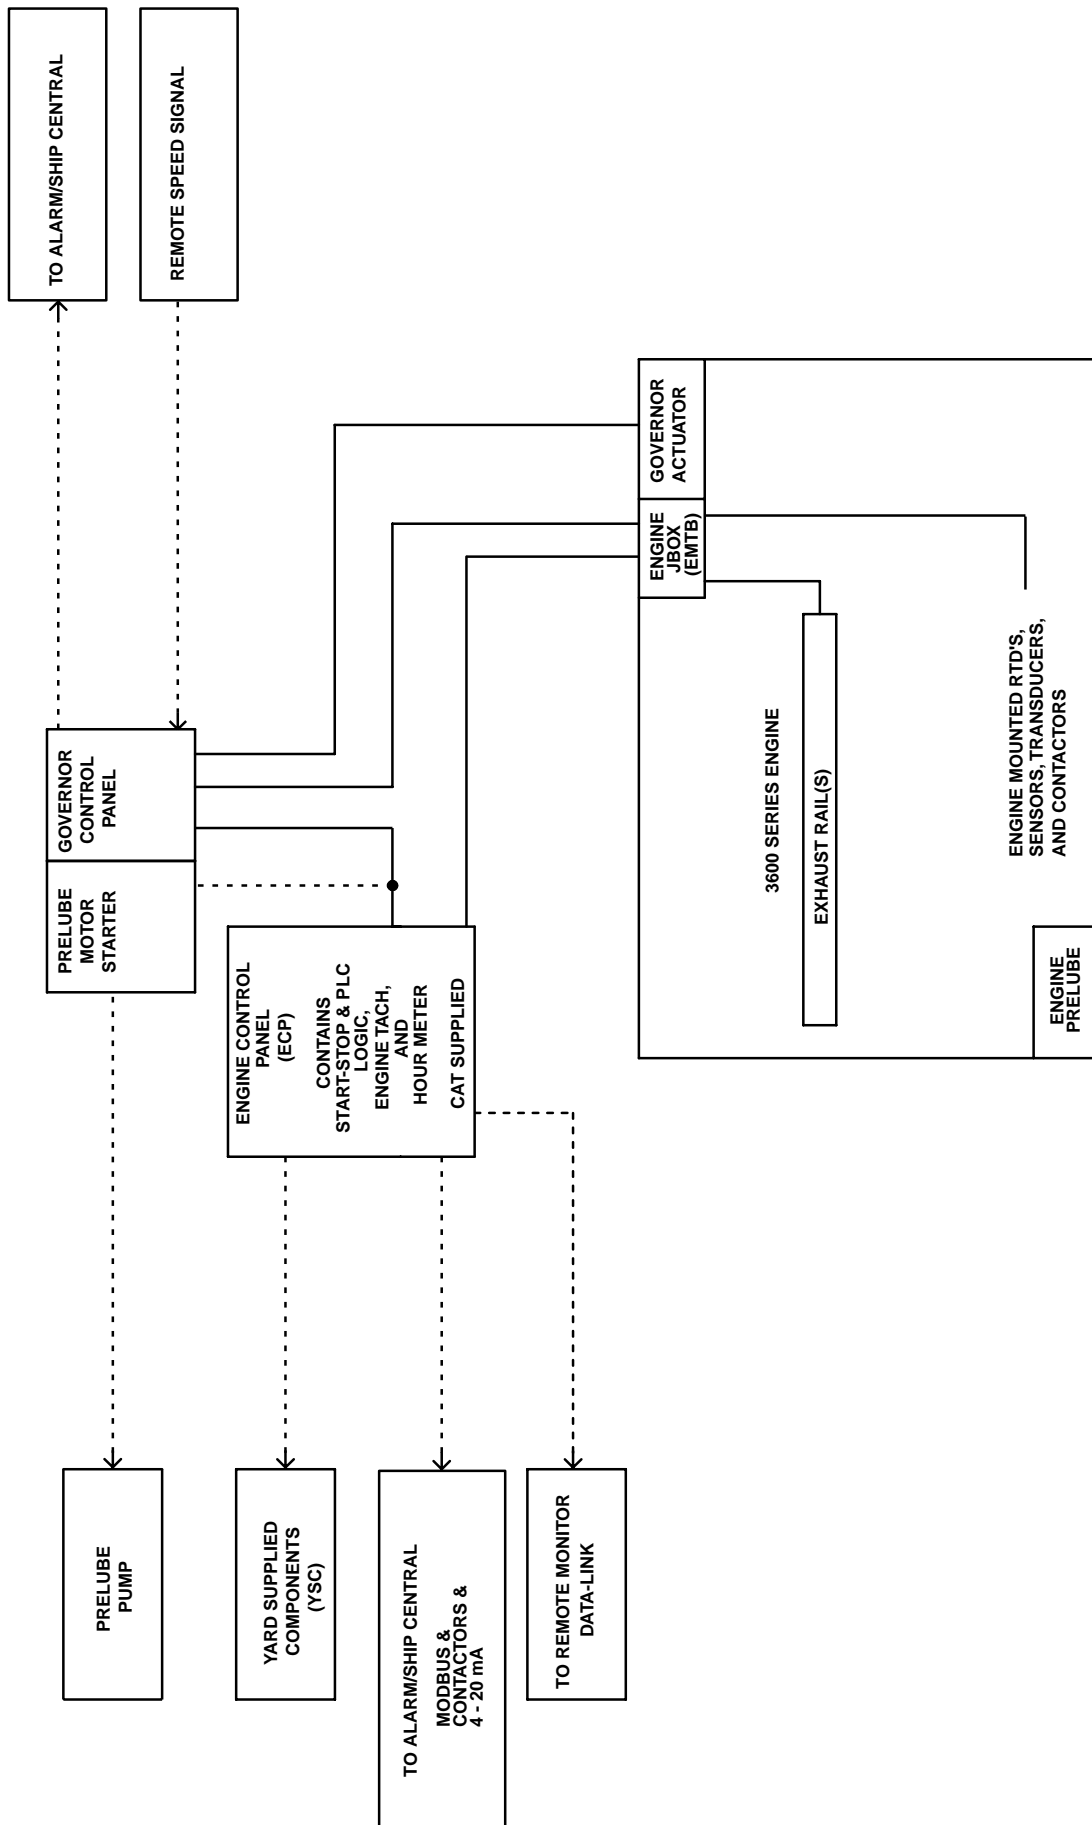 TO ALARM/SHIP CENTRAL
REMOTE SPEED SIGNAL
GOVERNOR
CONTROL
PANEL
PRELUBE
MOTOR
STARTER
GOVERNOR
ACTUATOR
ENGINE
JBOX
(EMTB)
3600 SERIES ENGINE
EXHAUST RAIL(S)
ENGINE MOUNTED RTD'S,
SENSORS, TRANSDUCERS,
AND CONTACTORS
ENGINE
PRELUBE
ENGINE CONTROL
PANEL
(ECP)
CONTAINS
START-STOP & PLC
LOGIC,
ENGINE TACH,
AND
HOUR METER
CAT SUPPLIED
PRELUBE
PUMP
YARD SUPPLIED
COMPONENTS
(YSC)
TO ALARM/SHIP CENTRAL
MODBUS &
CONTACTORS &
4 - 20 mA
TO REMOTE MONITOR
DATA-LINK